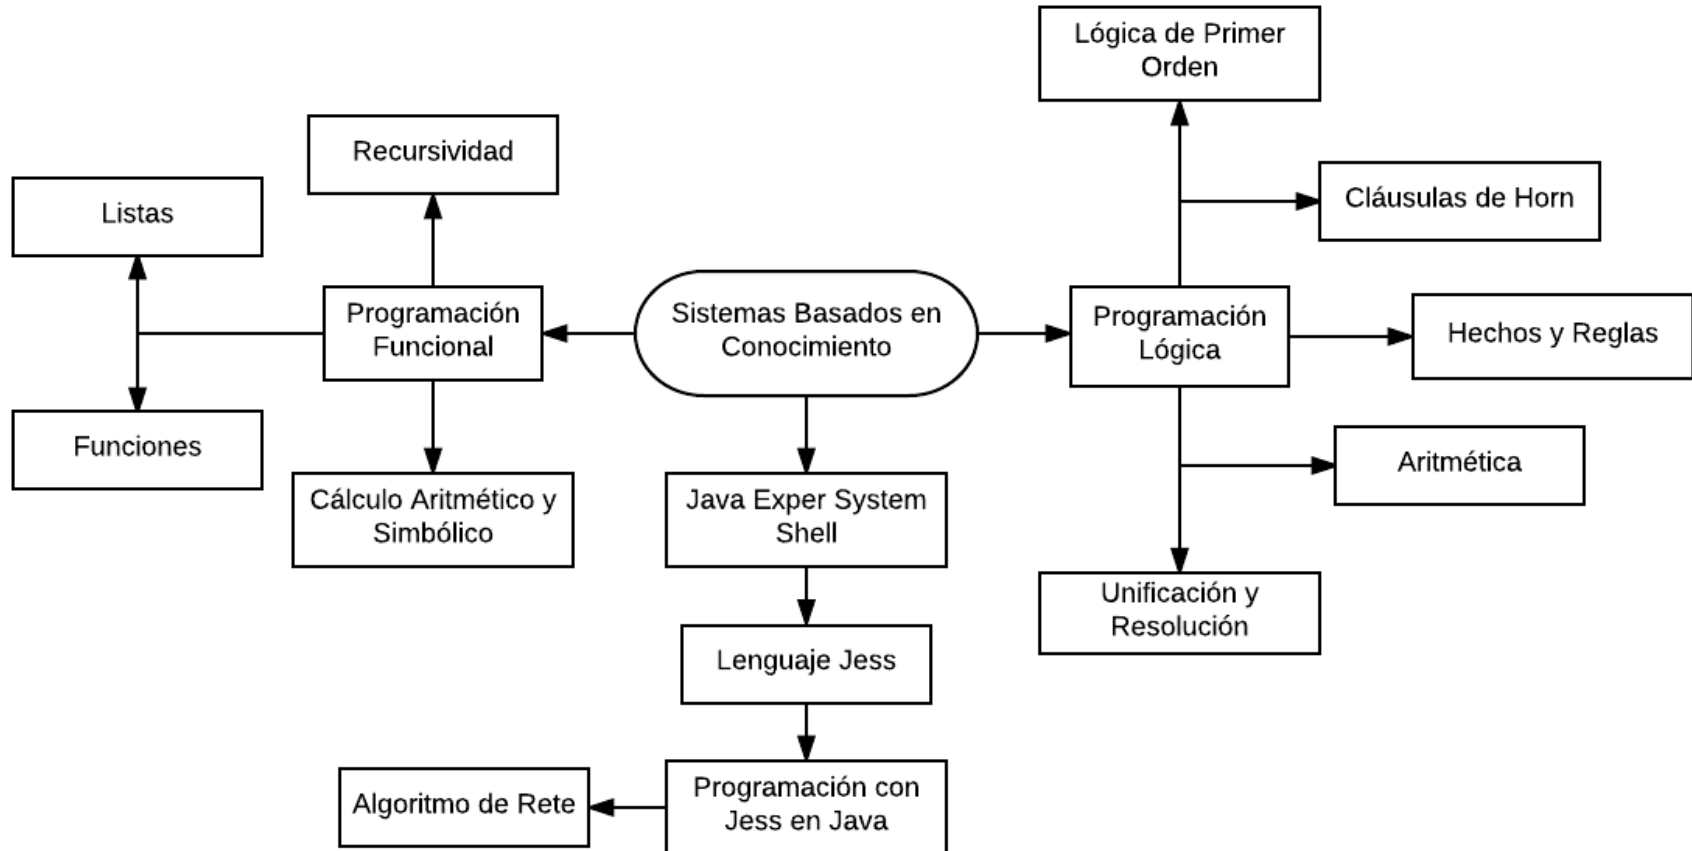 Lógica de Primer
Orden
Recursividad
Cláusulas de Horn
Listas
Programación
Funcional
Sistemas Basados en
Conocimiento
Programación
Lógica
Hechos y Reglas
Funciones
Aritmética
Cálculo Aritmético y
Simbólico
Java Exper System
Shell
Unificación y
Resolución
Lenguaje Jess
Algoritmo de Rete
Programación con
Jess en Java